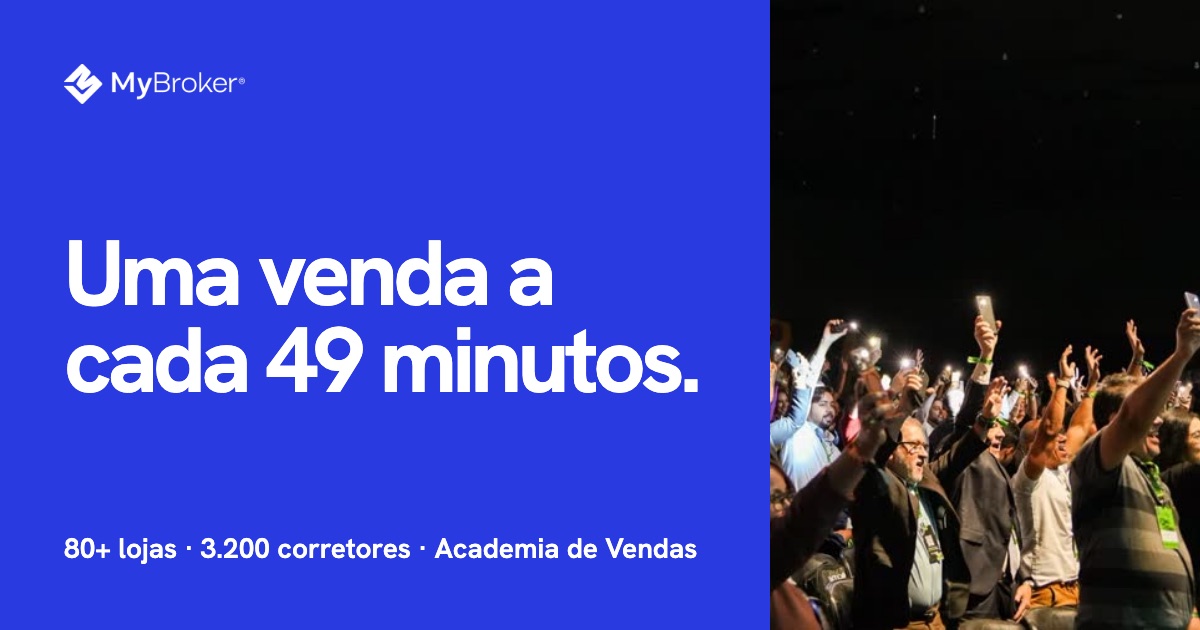 MyBroker®
Uma venda a
cada 49 minutos.
80+ lojas · 3.200 corretores · Academia de Vendas